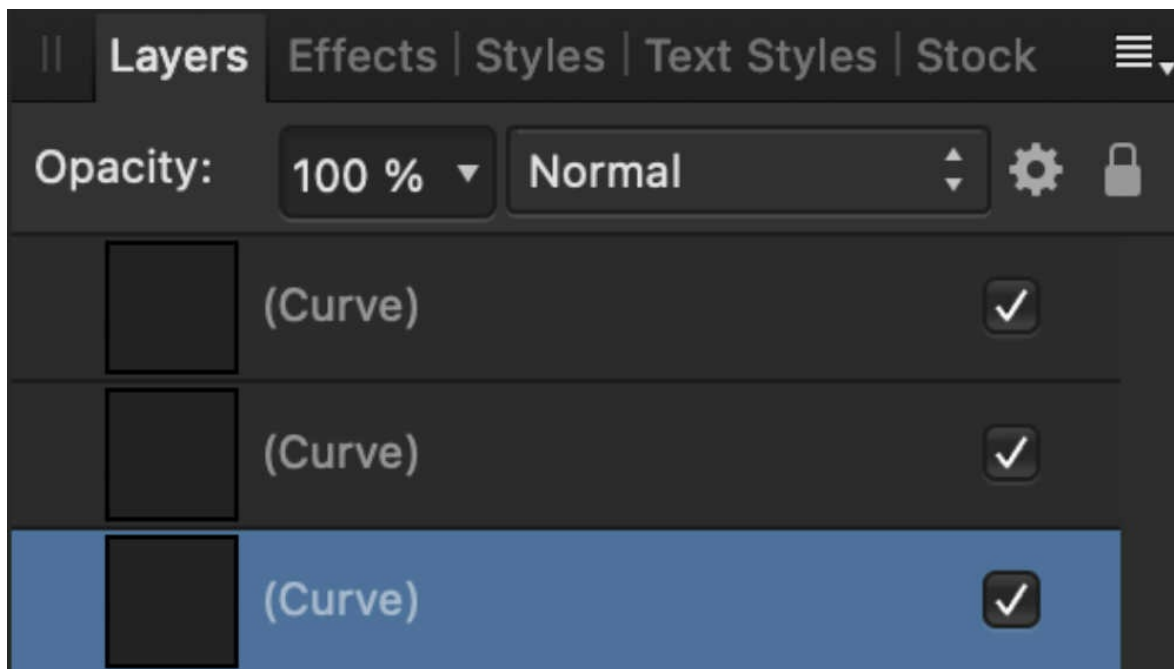 Layers Effects | Styles | Text Styles | Stock
Opacity: 100 % Normal
(Curve)
(Curve)
(Curve)